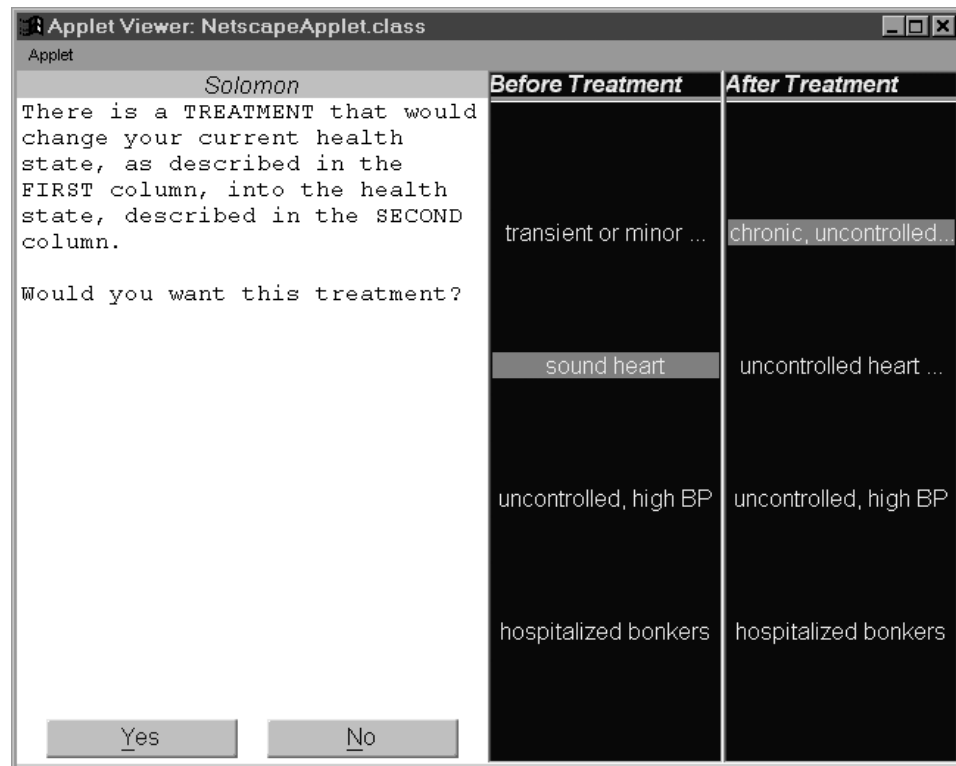 Applet Viewer: NetscapeApplet.class
Applet
Solomon
There is a TREATMENT that would
change your current health
state, as described in the
FIRST column, into the health
state, described in the SECOND
column.
Would you want this treatment?
Yes No
Before Treatment
transient or minor ...
sound heart
uncontrolled, high BP
hospitalized bonkers
After Treatment
chronic, uncontrolled...
uncontrolled heart ...
uncontrolled, high BP
hospitalized bonkers